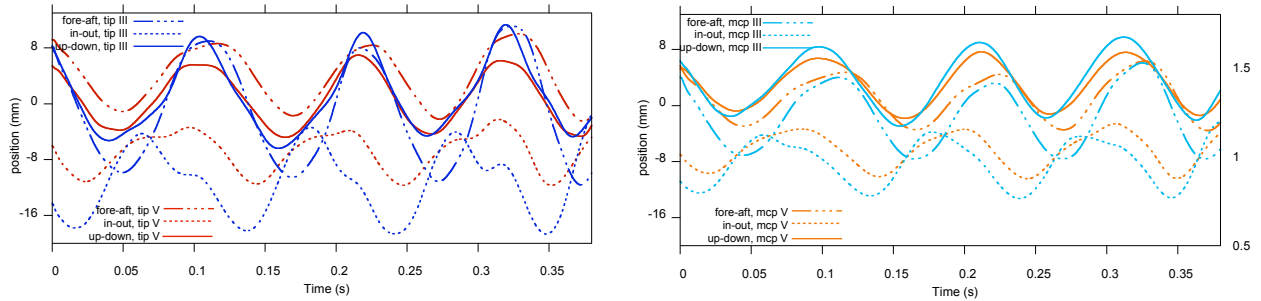 fore-aft, tip III
in-out, tip III
up-down, tip III
8
0
-8
-16
position (mm)
fore-aft, tip V
in-out, tip V
up-down, tip V
0
0.05
0.1
0.15
0.2
0.25
0.3
0.35
Time (s)
fore-aft, mcp III
in-out, mcp III
up-down, mcp III
8
0
-8
-16
position (mm)
fore-aft, mcp V
in-out, mcp V
up-down, mcp V
0
0.05
0.1
0.15
0.2
0.25
0.3
0.35
Time (s)
1.5
1
0.5